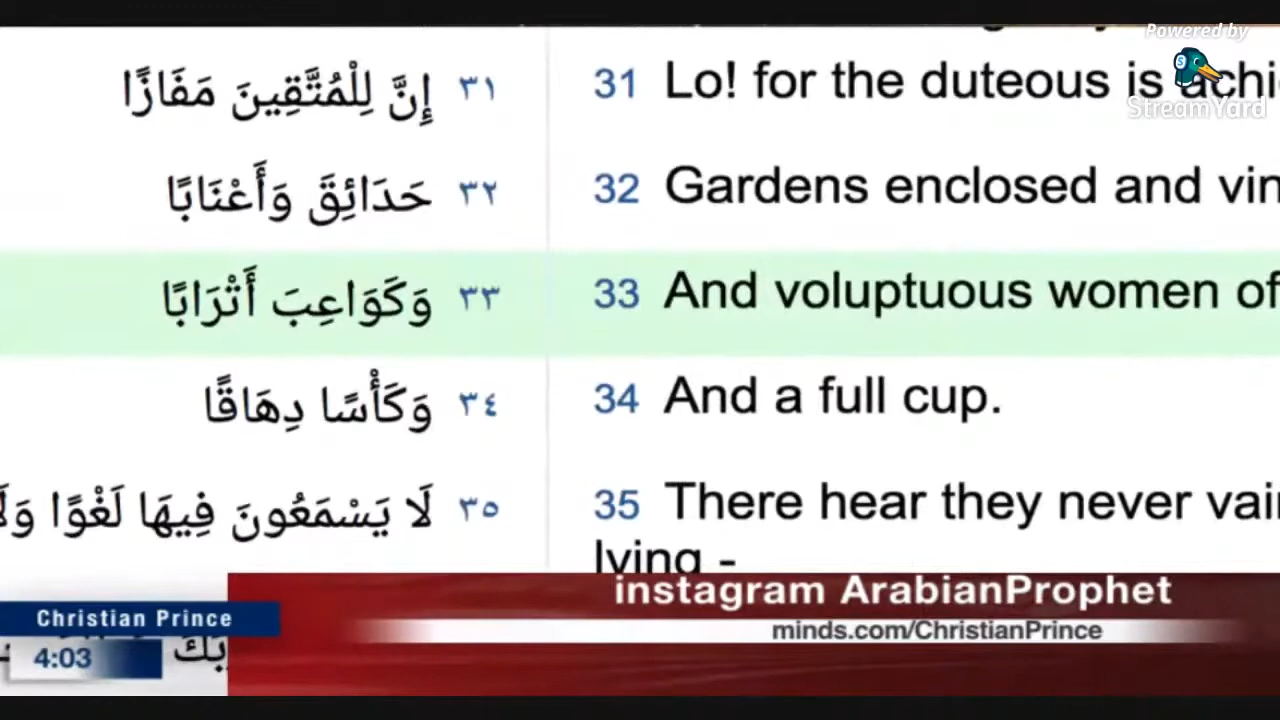 Powered by
StreamYard
إِنَّ لِلْمُتَّقِينَ مَفَازًا ٣١
31 Lo! for the duteous is achi
حَدَائِقَ وَأَعْنَابًا ٣٢
32 Gardens enclosed and vin
وَكَوَاعِبَ أَتْرَابًا ٣٣
33 And voluptuous women of
وَكَأْسًا دِهَاقًا ٣٤
34 And a full cup.
لَا يَسْمَعُونَ فِيهَا لَغْوًا ٣٥
35 There hear they never vai
lying -
instagram ArabianProphet
minds.com/ChristianPrince
Christian Prince
4:03